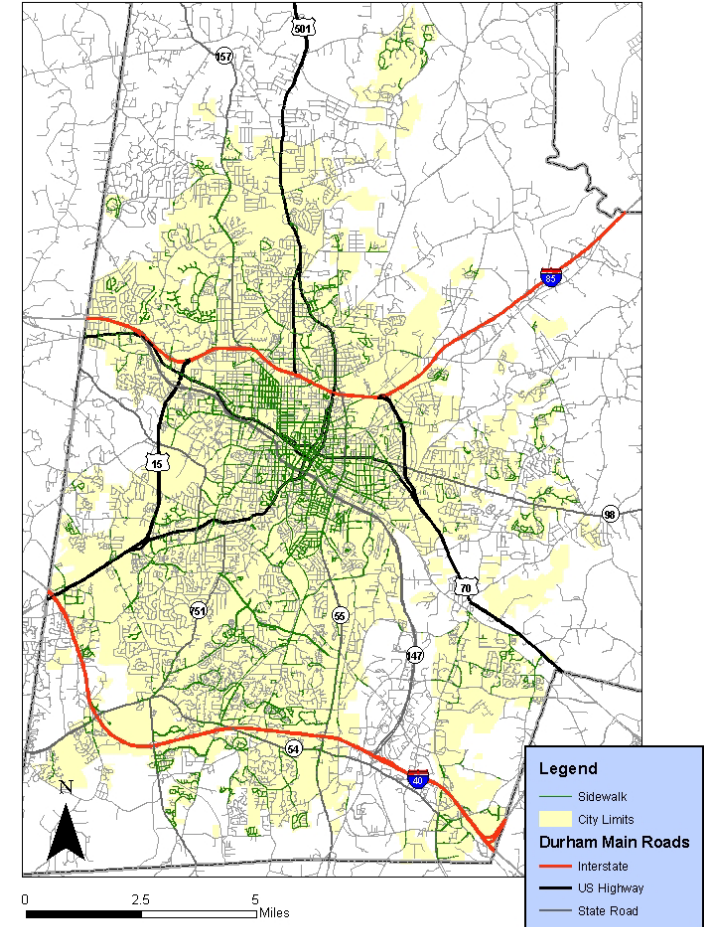 501
157
85
15
98
70
751
55
147
54
40
N
0 2.5 5
Miles
Legend
Sidewalk
City Limits
Durham Main Roads
Interstate
US Highway
State Road